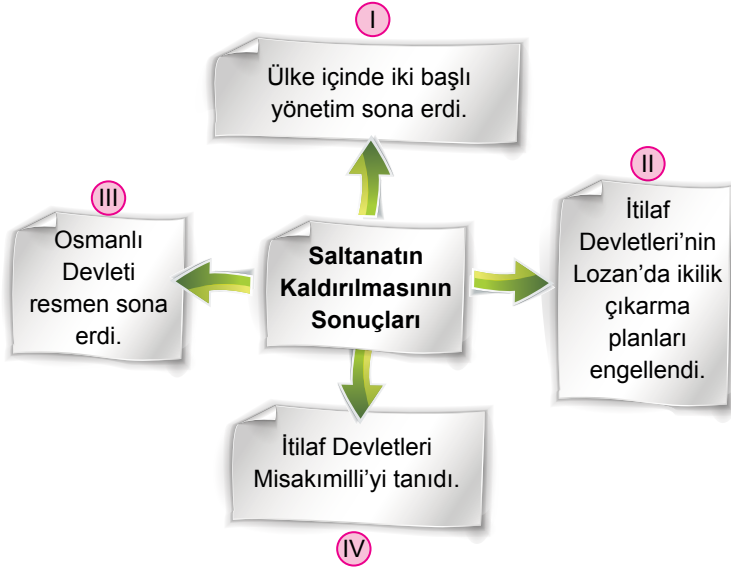 I
Ülke içinde iki başlı
yönetim sona erdi.
II
İtilaf
Devletleri’nin
Lozan’da ikilik
çıkarma
planları
engellendi.
III
Osmanlı
Devleti
resmen sona
erdi.
Saltanatın
Kaldırılmasının
Sonuçları
İtilaf Devletleri
Misakımilli’yi tanıdı.
IV